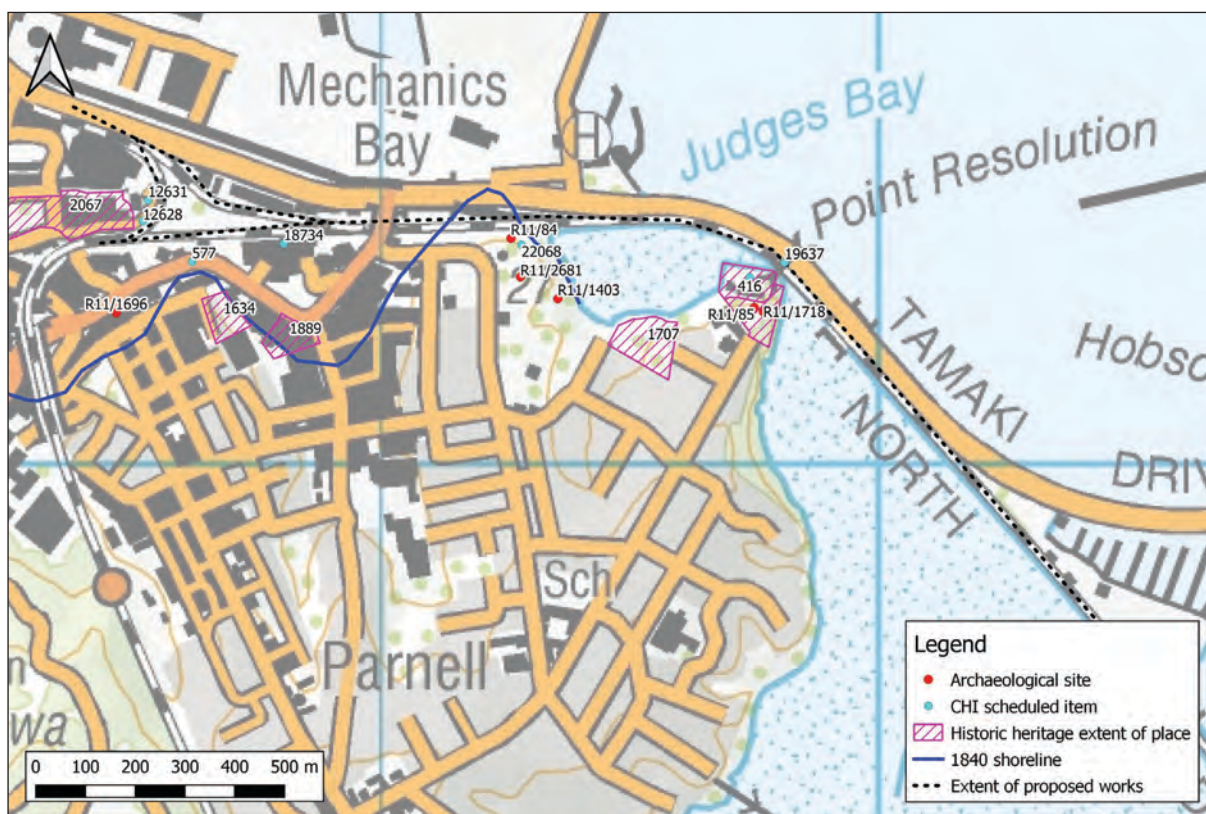 Mechanics
Bay
H
Judges Bay
Point Resolution
12631
2067
12628
18734
577
R11/84
22068
R11/2681
R11/1403
19637
416
R11/85
R11/1718
R11/1696
1634
1889
1707
TAMAKI
DRIV
NORTH
Hobso
Sch
Parnell
wa
Legend
Archaeological site
CHI scheduled item
Historic heritage extent of place
1840 shoreline
Extent of proposed works
0 100 200 300 400 500 m